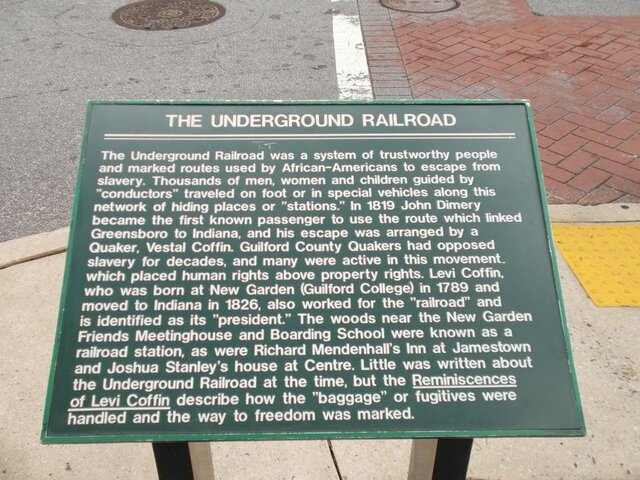 THE UNDERGROUND RAILROAD
The Underground Railroad was a system of trustworthy people
and marked routes used by African-Americans to escape from
slavery. Thousands of men, women and children guided by
"conductors" traveled on foot or in special vehicles along this
network of hiding places or "stations." In 1819 John Dimery
became the first known passenger to use the route which linked
Greensboro to Indiana, and his escape was arranged by a
Quaker, Vestal Coffin. Guilford County Quakers had opposed
slavery for decades, and many were active in this movement.
which placed human rights above property rights. Levi Coffin,
who was born at New Garden (Guilford College) in 1789 and
moved to Indiana in 1826, also worked for the "railroad" and
is identified as its "president." The woods near the New Garden
Friends Meetinghouse and Boarding School were known as a
railroad station, as were Richard Mendenhall's Inn at Jamestown
and Joshua Stanley's house at Centre. Little was written about
the Underground Railroad at the time, but the Reminiscences
of Levi Coffin describe how the "baggage" or fugitives were
handled and the way to freedom was marked.